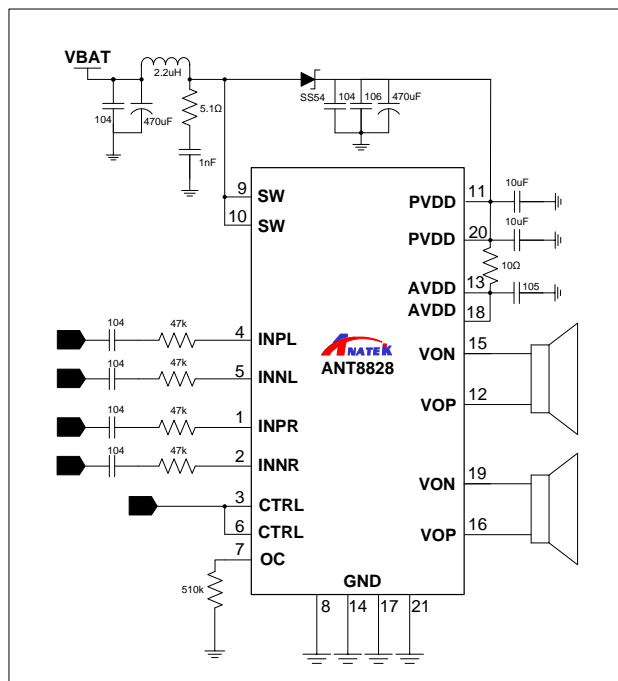 VBAT
2.2uH
104
470uF
5.1Ω
1nF
SS54
104
106
470uF
9
SW
10
SW
PVDD
11
10uF
PVDD
20
10uF
10Ω
AVDD
13
105
AVDD
18
104
47k
4
INPL
104
47k
5
INNL
104
47k
1
INPR
104
47k
2
INNR
3
CTRL
6
CTRL
7
OC
510k
ANATEK
ANT8828
VON
15
VOP
12
VON
19
VOP
16
GND
8
14
17
21